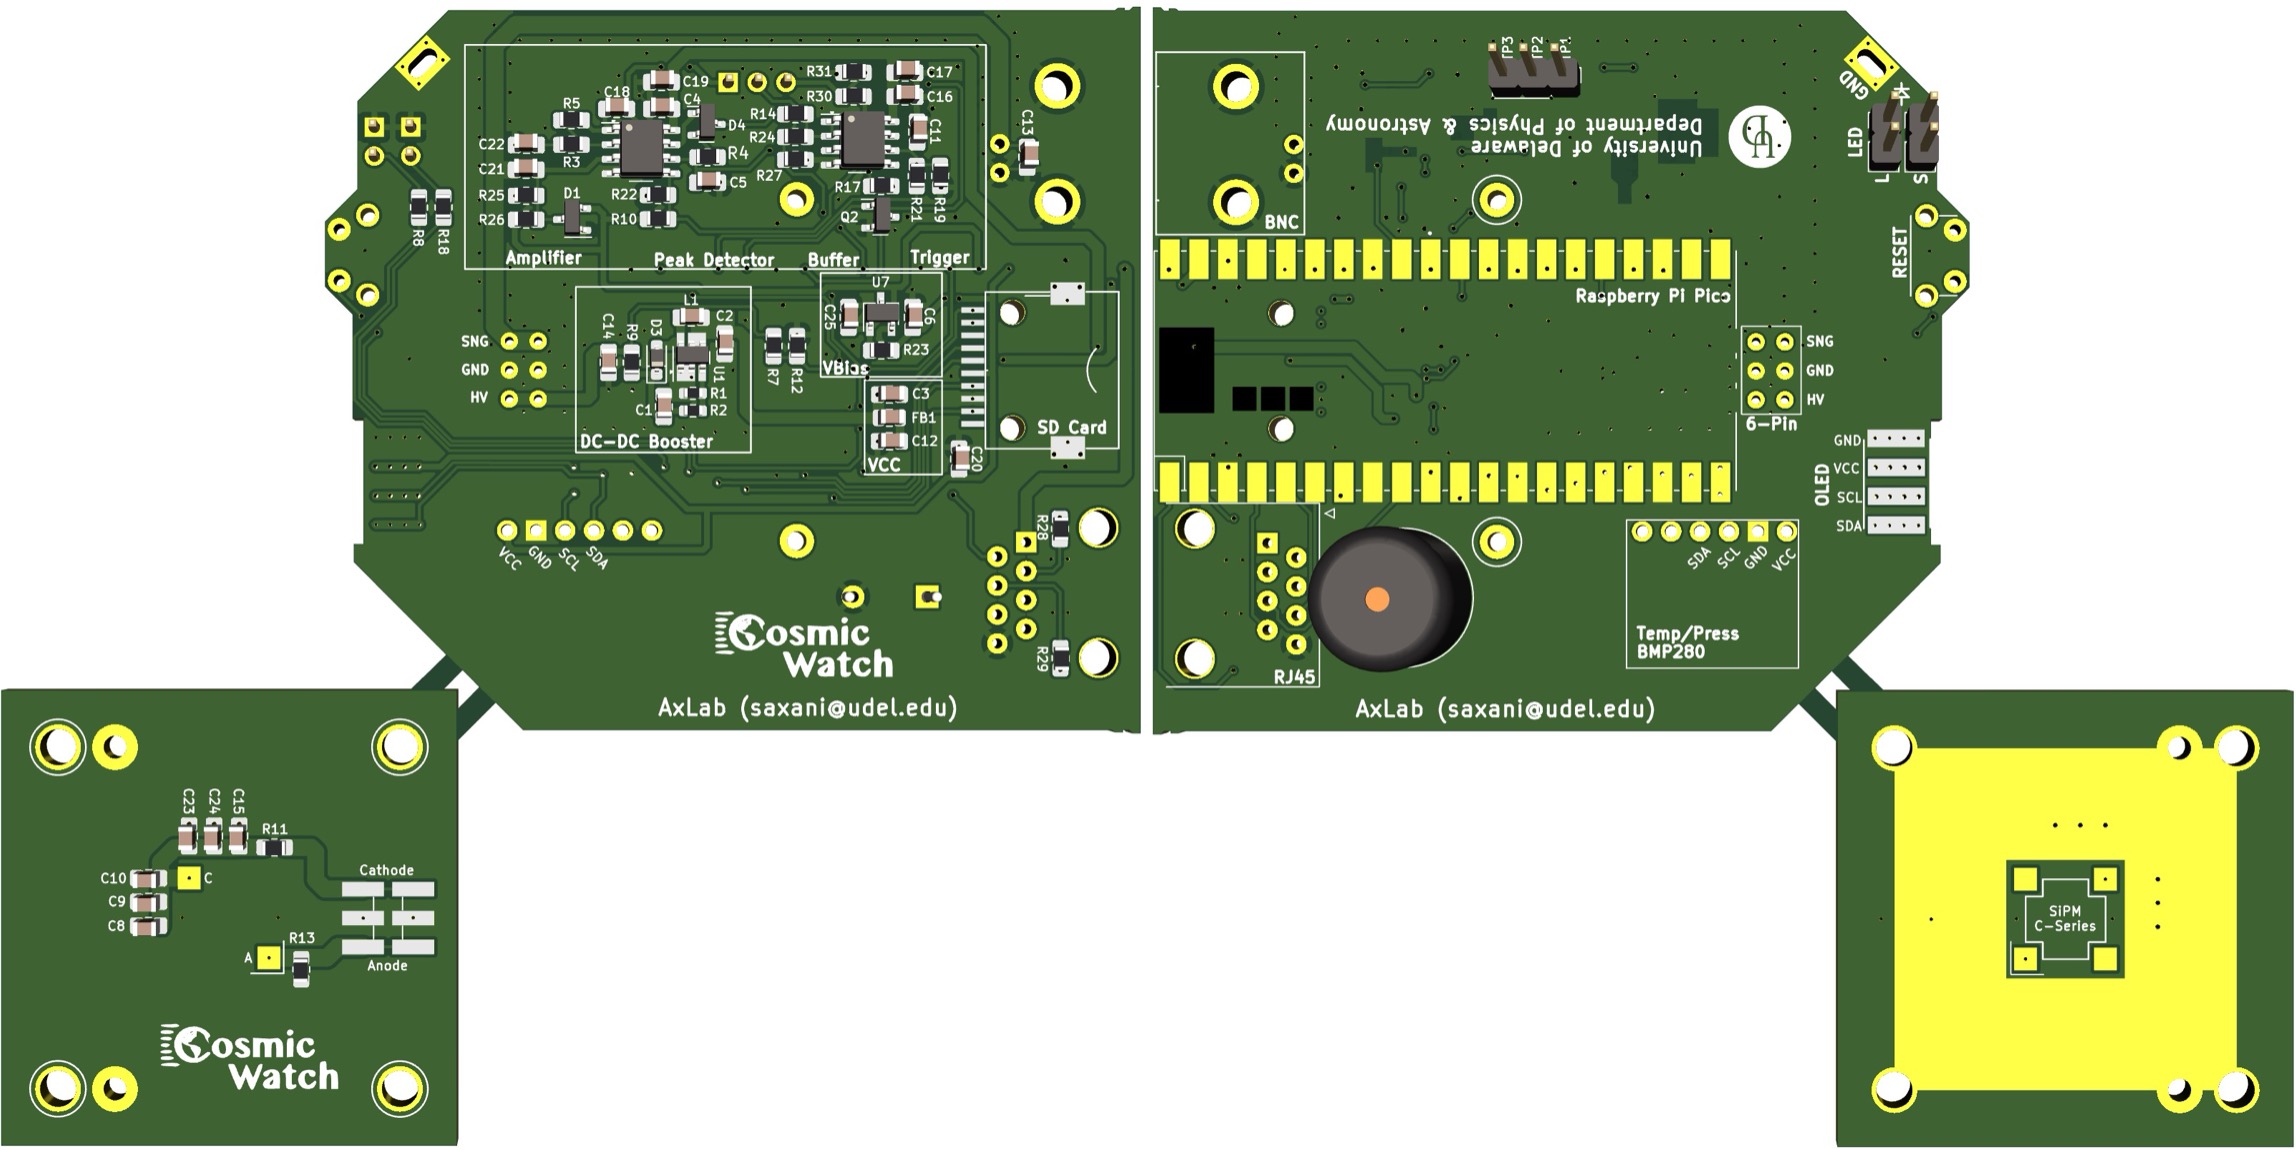 R31
C17
C19
R30
C16
C18
C4
R5
R14
D4
C11
C13
C22
R24
R3
R4
C21
R27
C5
R25
D1
R22
R17
R26
R10
Q2
R21
R19
R8
R18
Amplifier
Peak Detector
Buffer
Trigger
U7
L1
C2
C25
C6
C14
R9
D3
SNG
GND
HV
U1
R7
R12
R23
VBias
R1
R2
C1
C3
FB1
C12
DC-DC Booster
VCC
SD Card
C20
VCC
GND
SCL
SDA
R28
R29
Cosmic
Watch
AxLab (saxani@udel.edu)
C23
C24
C15
R11
C10
C
C9
C8
Cathode
A
R13
Anode
Cosmic
Watch
TP3
TP2
TP1
GND
University of Delaware
Department of Physics & Astronomy
UD
LED
L
S
BNC
RESET
Raspberry Pi Pico
SNG
GND
HV
6-Pin
OLED
GND
VCC
SCL
SDA
SDA
SCL
GND
VCC
Temp/Press
BMP280
RJ45
AxLab (saxani@udel.edu)
SiPM
C-Series